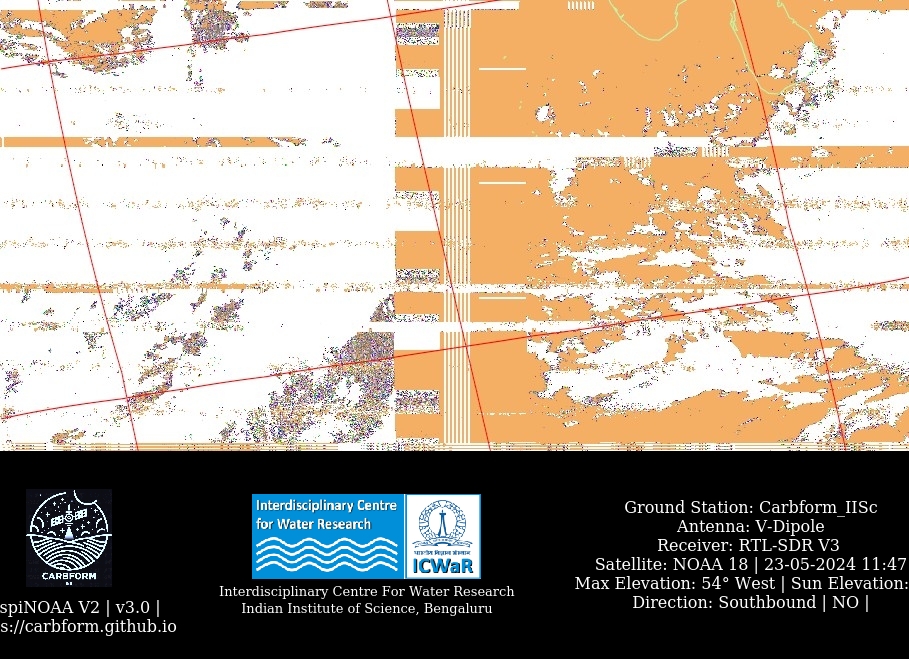 CARBFORM
spiNOAA V2 | v3.0 |
s://carbform.github.io
Interdisciplinary Centre
for Water Research
भारतीय विज्ञान संस्थान
ICWaR
Interdisciplinary Centre For Water Research
Indian Institute of Science, Bengaluru
Ground Station: Carbform_IISc
Antenna: V-Dipole
Receiver: RTL-SDR V3
Satellite: NOAA 18 | 23-05-2024 11:47
Max Elevation: 54° West | Sun Elevation:
Direction: Southbound | NO |